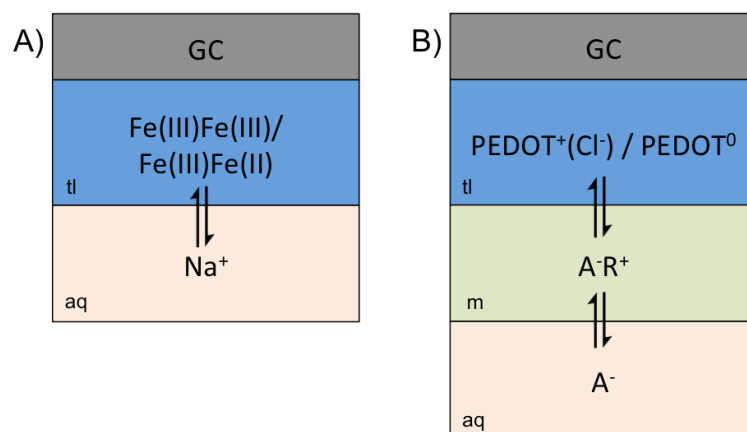 A)
GC
Fe(III)Fe(III)/
Fe(III)Fe(II)
tl
Na⁺
aq
B)
GC
PEDOT⁺(Cl⁻) / PEDOT⁰
tl
A⁻R⁺
m
A⁻
aq